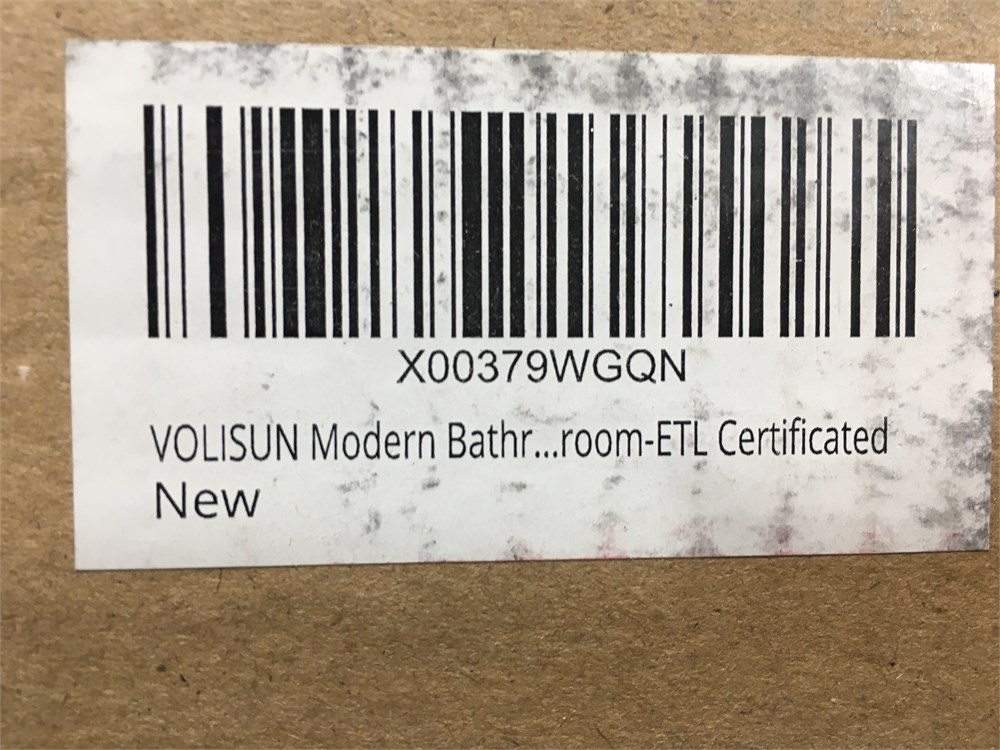 X00379WGQN
VOLISUN Modern Bathr...room-ETL Certificated
New